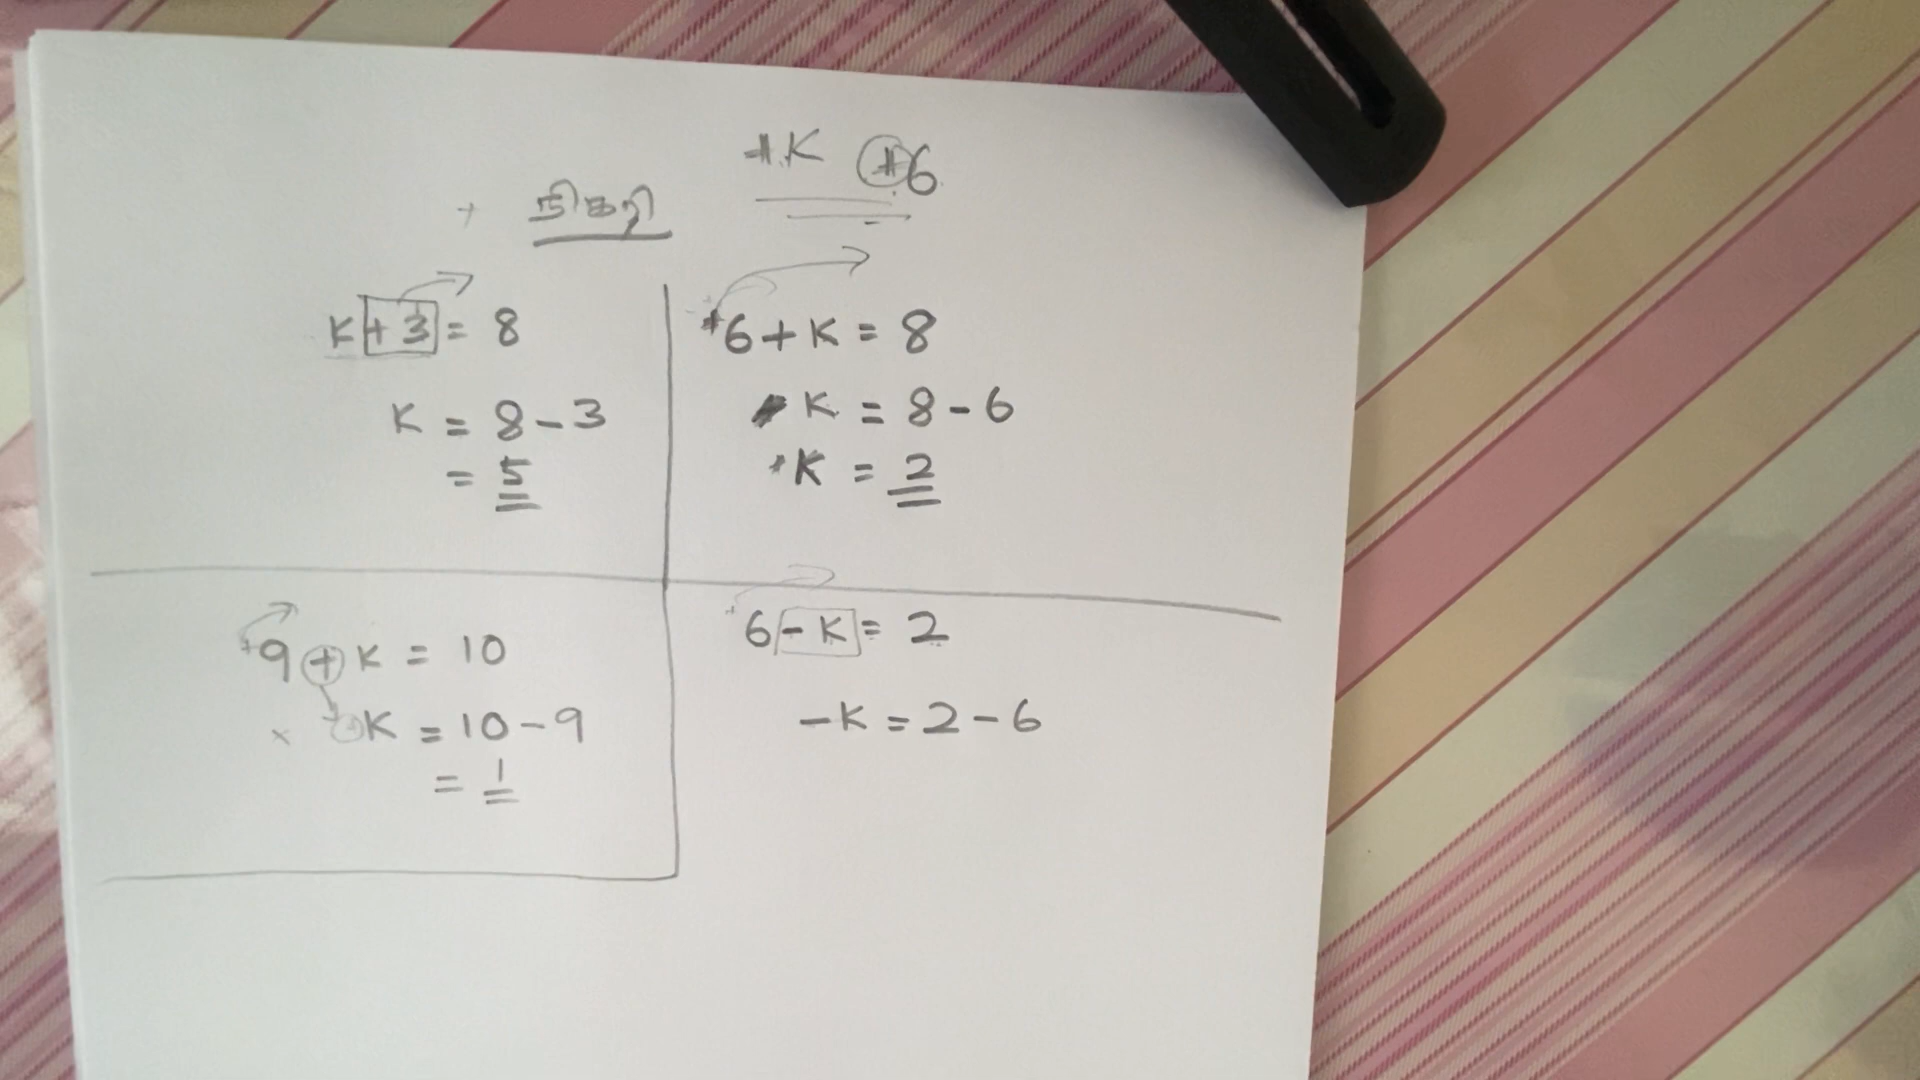 +K +6
+ நிகரி
K + 3 = 8
K = 8 - 3
= 5
+6 + K = 8
K = 8 - 6
+K = 2
+9 + K = 10
× K = 10 - 9
= 1
+6 - K = 2
- K = 2 - 6